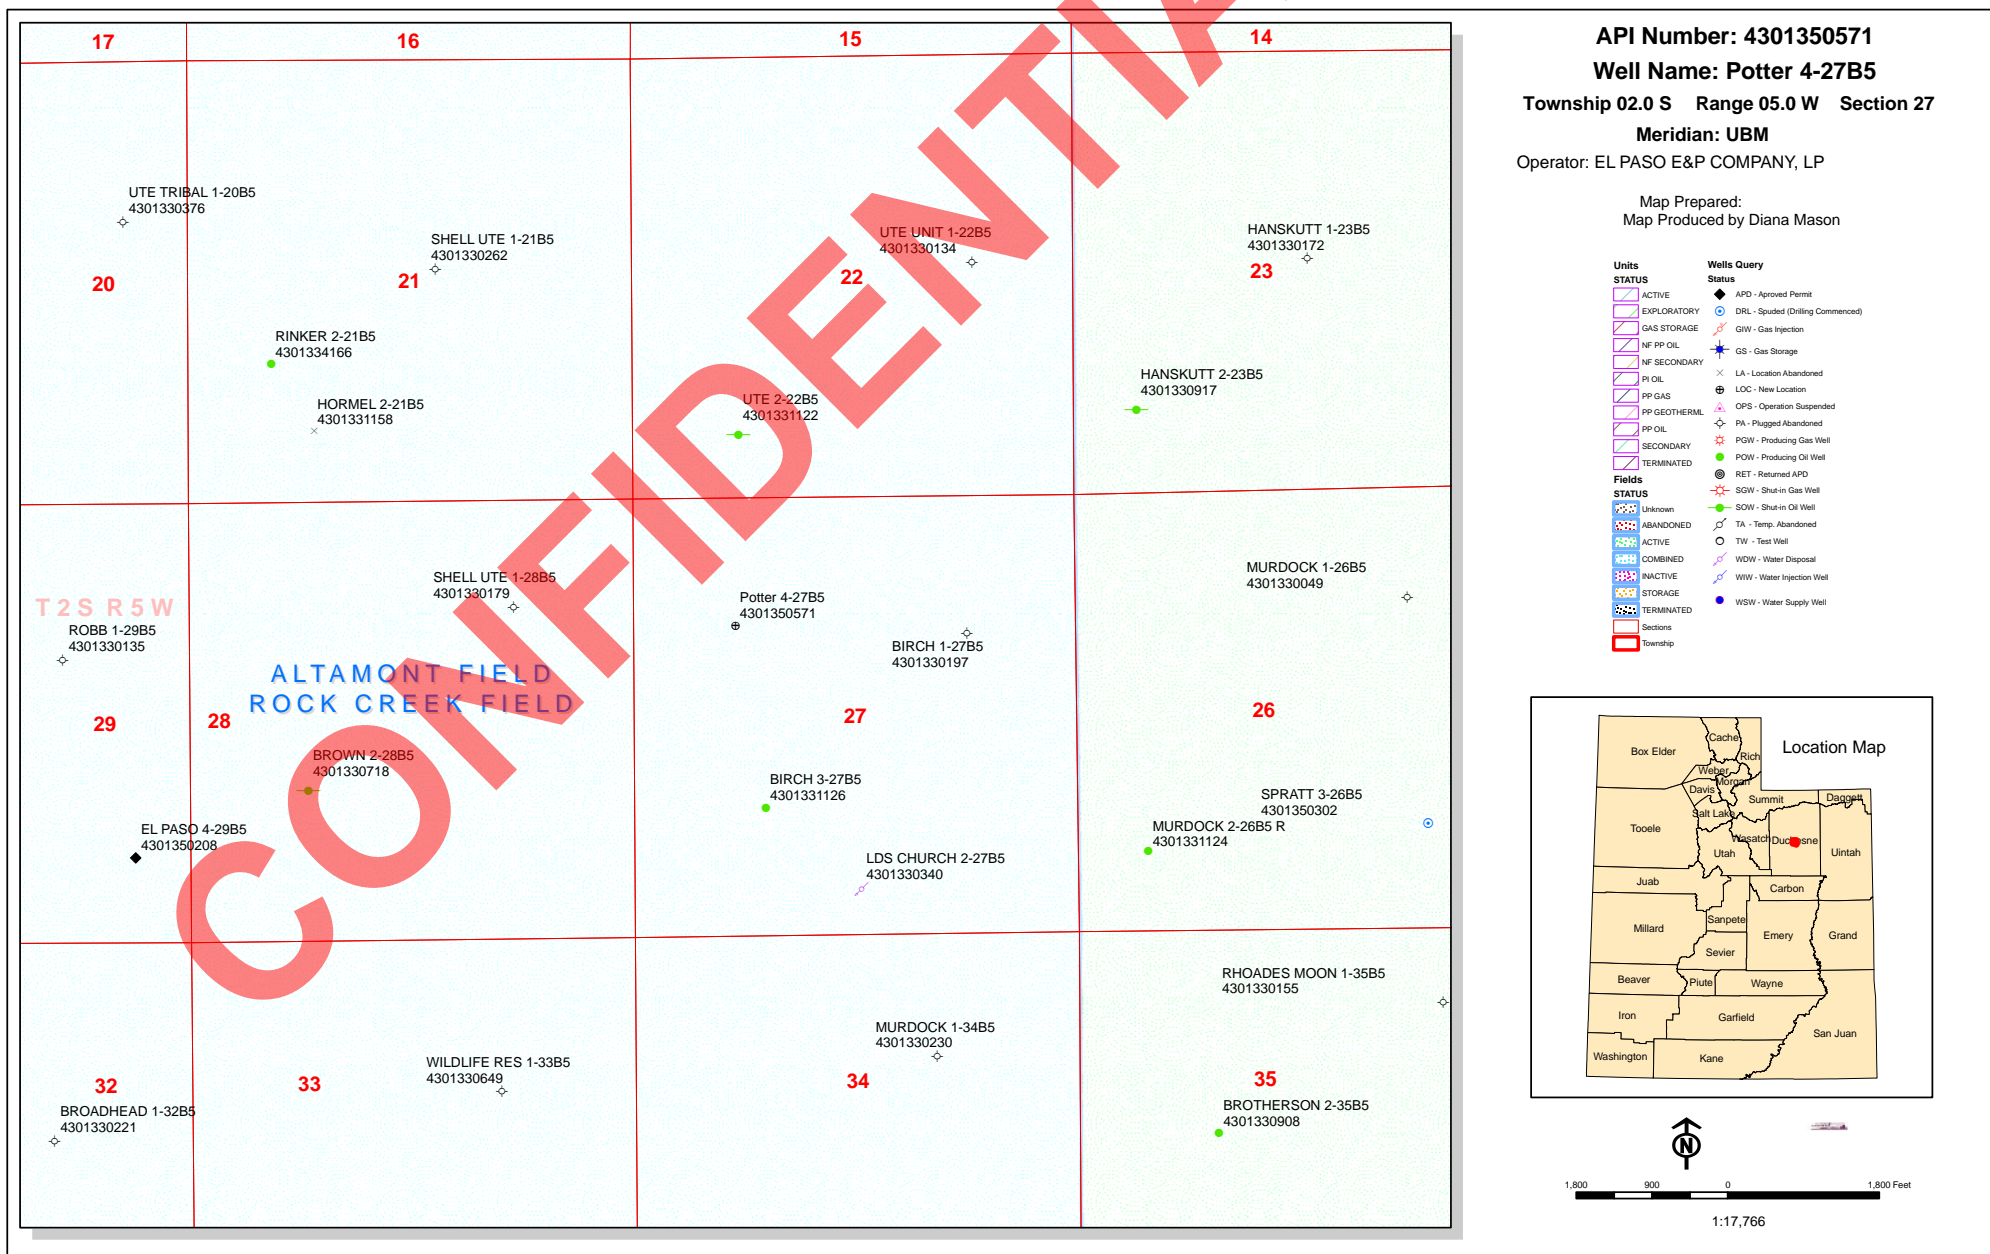 17
16
15
14
UTE TRIBAL 1-20B5
4301330376
SHELL UTE 1-21B5
4301330262
UTE UNIT 1-22B5
4301330134
HANSKUTT 1-23B5
4301330172
20
21
22
23
RINKER 2-21B5
4301334166
HORMEL 2-21B5
4301331158
UTE 2-22B5
4301331122
HANSKUTT 2-23B5
4301330917
T2S R5W
ROBB 1-29B5
4301330135
SHELL UTE 1-28B5
4301330179
Potter 4-27B5
4301350571
BIRCH 1-27B5
4301330197
MURDOCK 1-26B5
4301330049
ALTAMONT FIELD
ROCK CREEK FIELD
29
28
27
26
BROWN 2-28B5
4301330718
EL PASO 4-29B5
4301350208
BIRCH 3-27B5
4301331126
LDS CHURCH 2-27B5
4301330340
SPRATT 3-26B5
4301350302
MURDOCK 2-26B5 R
4301331124
RHOADES MOON 1-35B5
4301330155
MURDOCK 1-34B5
4301330230
WILDLIFE RES 1-33B5
4301330649
32
33
34
35
BROADHEAD 1-32B5
4301330221
BROTHERSON 2-35B5
4301330908
CONFIDENTIA
API Number: 4301350571
Well Name: Potter 4-27B5
Township 02.0 S Range 05.0 W Section 27
Meridian: UBM
Operator: EL PASO E&P COMPANY, LP
Map Prepared:
Map Produced by Diana Mason
Units
STATUS
ACTIVE
EXPLORATORY
GAS STORAGE
NF PP OIL
NF SECONDARY
PI OIL
PP GAS
PP GEOTHERML
PP OIL
SECONDARY
TERMINATED
Fields
STATUS
Unknown
ABANDONED
ACTIVE
COMBINED
INACTIVE
STORAGE
TERMINATED
Sections
Township
Wells Query
Status
APD - Aproved Permit
DRL - Spuded (Drilling Commenced)
GIW - Gas Injection
GS - Gas Storage
LA - Location Abandoned
LOC - New Location
OPS - Operation Suspended
PA - Plugged Abandoned
PGW - Producing Gas Well
POW - Producing Oil Well
RET - Returned APD
SGW - Shut-in Gas Well
SOW - Shut-in Oil Well
TA - Temp. Abandoned
TW - Test Well
WDW - Water Disposal
WIW - Water Injection Well
WSW - Water Supply Well
Location Map
Box Elder
Cache
Rich
Weber
Morgan
Davis
Summit
Daggett
Salt Lake
Tooele
Wasatch
Duchesne
Utah
Uintah
Juab
Carbon
Sanpete
Millard
Emery
Grand
Sevier
Beaver
Piute
Wayne
Iron
Garfield
San Juan
Washington
Kane
N
1,800 900 0 1,800 Feet
1:17,766